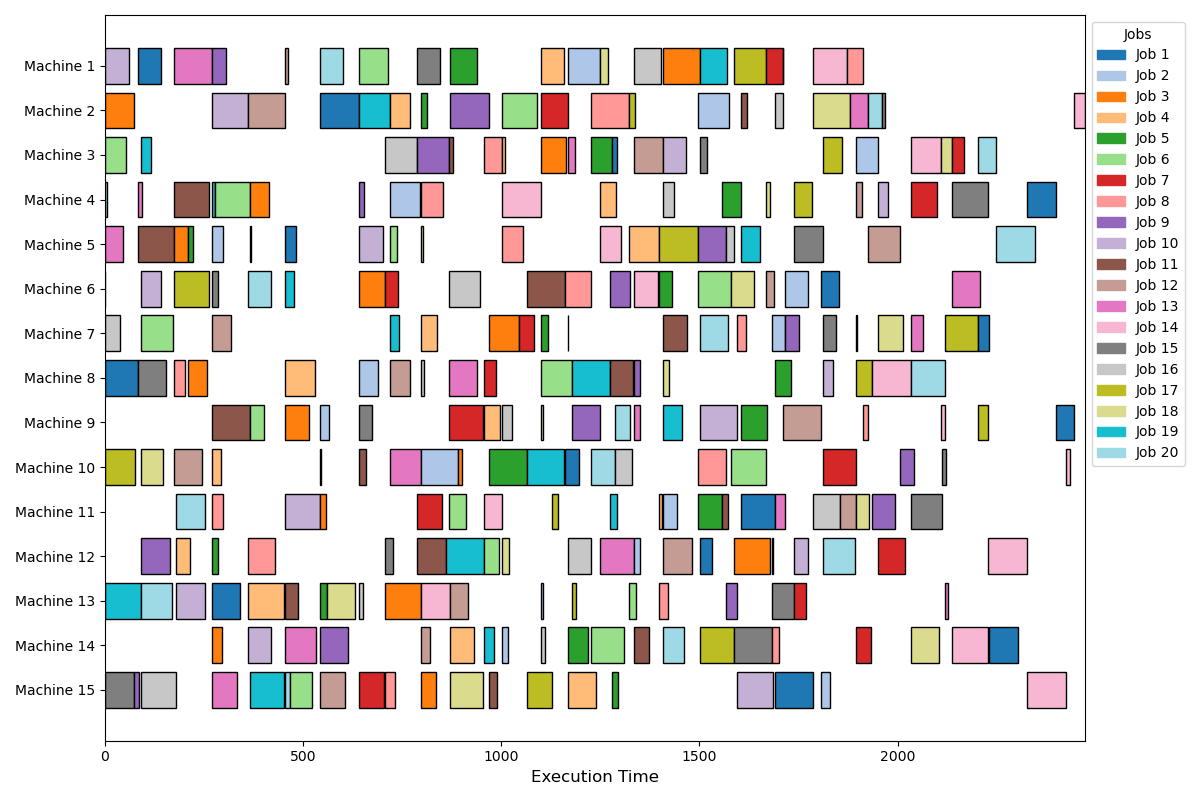 Machine 1
Machine 2
Machine 3
Machine 4
Machine 5
Machine 6
Machine 7
Machine 8
Machine 9
Machine 10
Machine 11
Machine 12
Machine 13
Machine 14
Machine 15
0
500
1000
1500
2000
Execution Time
Jobs
Job 1
Job 2
Job 3
Job 4
Job 5
Job 6
Job 7
Job 8
Job 9
Job 10
Job 11
Job 12
Job 13
Job 14
Job 15
Job 16
Job 17
Job 18
Job 19
Job 20